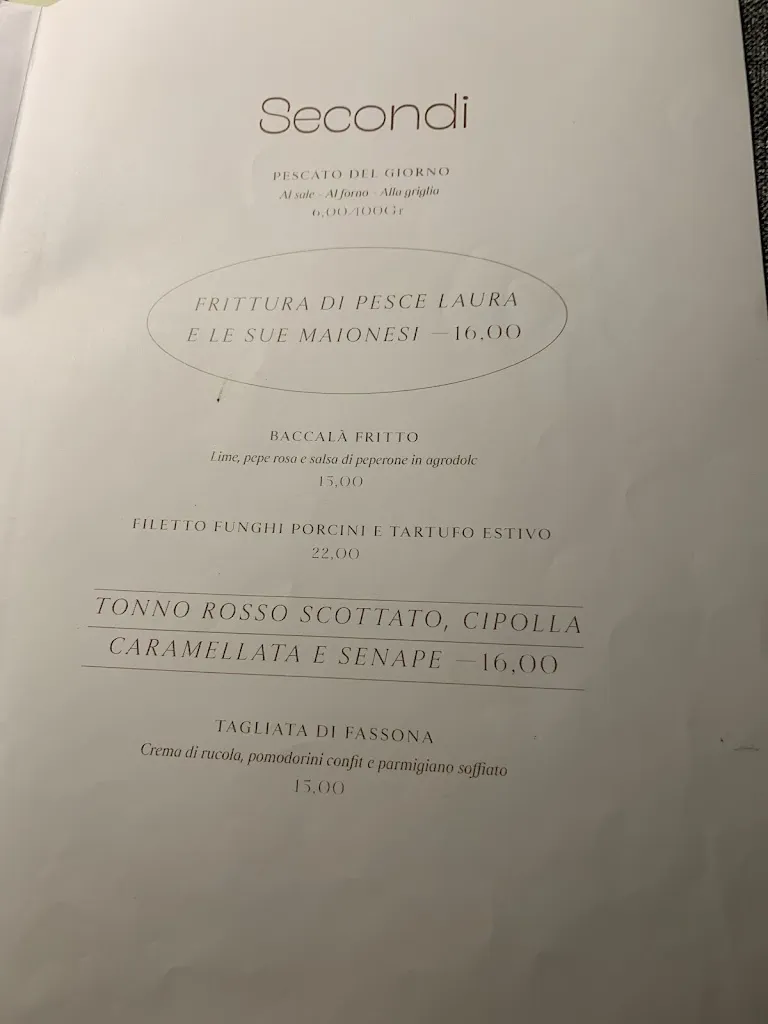 Secondi
PESCATO DEL GIORNO
Al sale - Al forno - Alla griglia
6,00/100Gr
FRITTURA DI PESCE LAURA
E LE SUE MAIONESI —16,00
BACCALÀ FRITTO
Lime, pepe rosa e salsa di peperone in agrodolc
15,00
FILETTO FUNGHI PORCINI E TARTUFO ESTIVO
22,00
TONNO ROSSO SCOTTATO, CIPOLLA
CARAMELLATA E SENAPE —16,00
TAGLIATA DI FASSONA
Crema di rucola, pomodorini confit e parmigiano soffiato
15,00